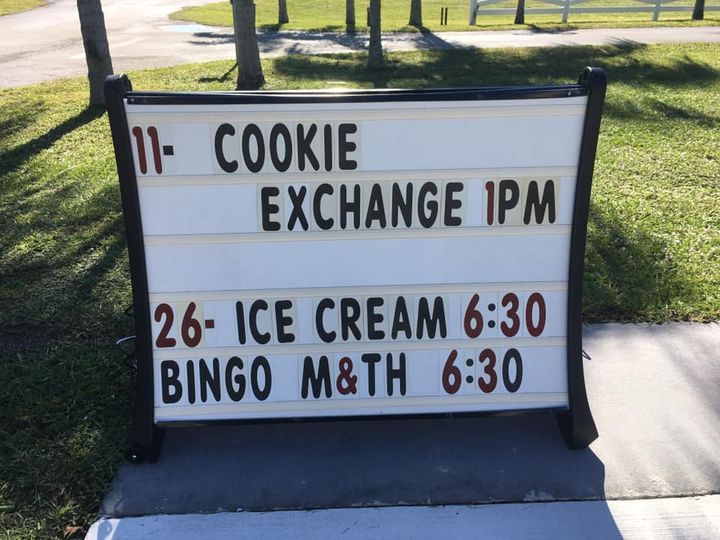 11- COOKIE
EXCHANGE 1PM
26- ICE CREAM 6:30
BINGO M&TH 6:30